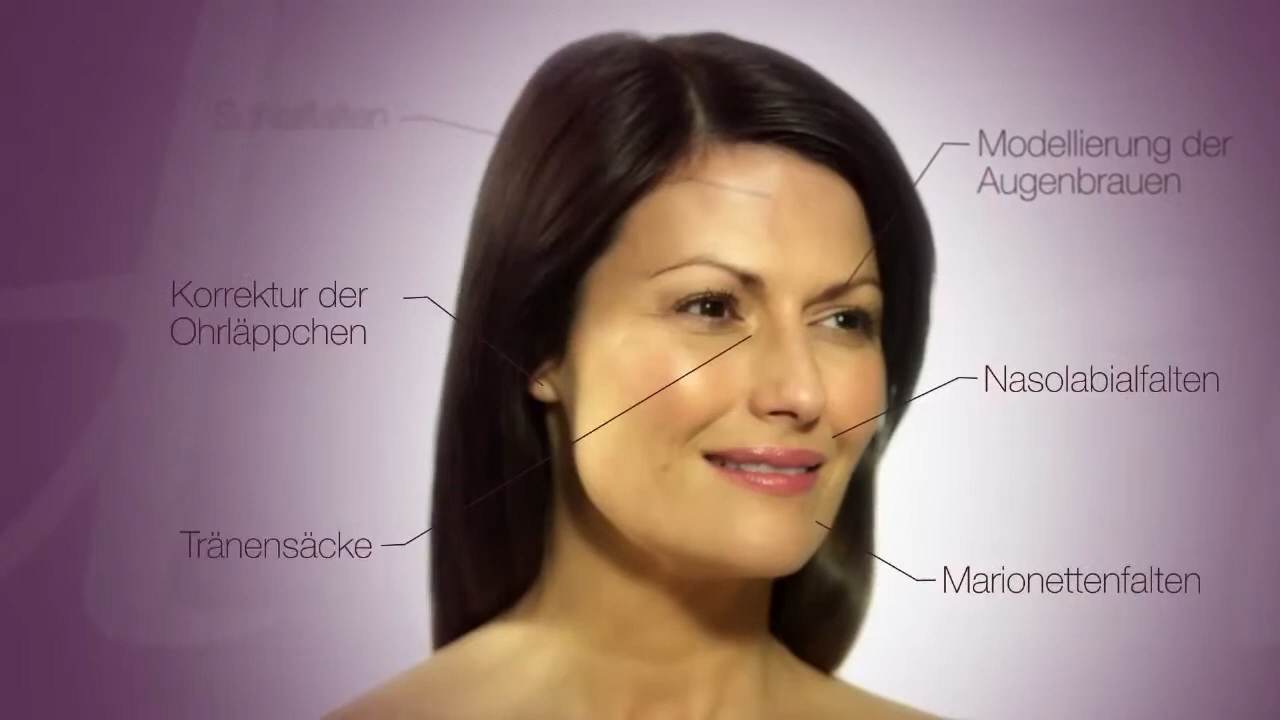 Modellierung der
Augenbrauen
Korrektur der
Ohrläppchen
Nasolabialfalten
Tränensäcke
Marionettenfalten